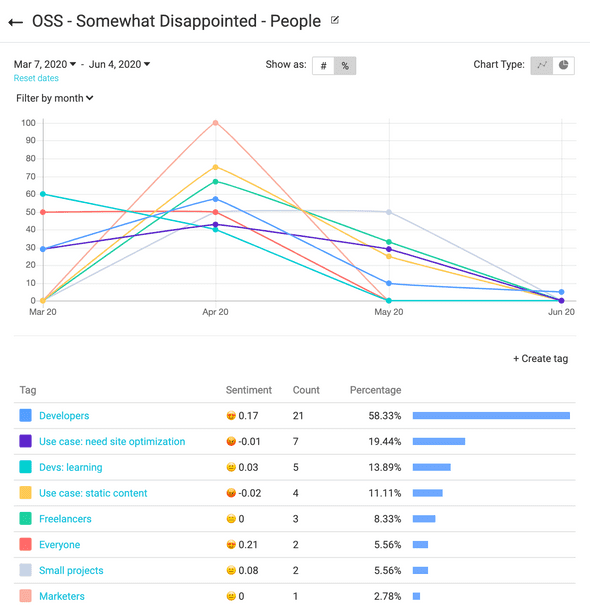 OSS - Somewhat Disappointed - People
Mar 7, 2020 - Jun 4, 2020 Show as: # % Chart Type:
Reset dates
Filter by month
100
90
80
70
60
50
40
30
20
10
0
Mar 20 Apr 20 May 20 Jun 20
+ Create tag
Tag Sentiment Count Percentage
Developers 0.17 21 58.33%
Use case: need site optimization -0.01 7 19.44%
Devs: learning 0.03 5 13.89%
Use case: static content -0.02 4 11.11%
Freelancers 0 3 8.33%
Everyone 0.21 2 5.56%
Small projects 0.08 2 5.56%
Marketers 0 1 2.78%